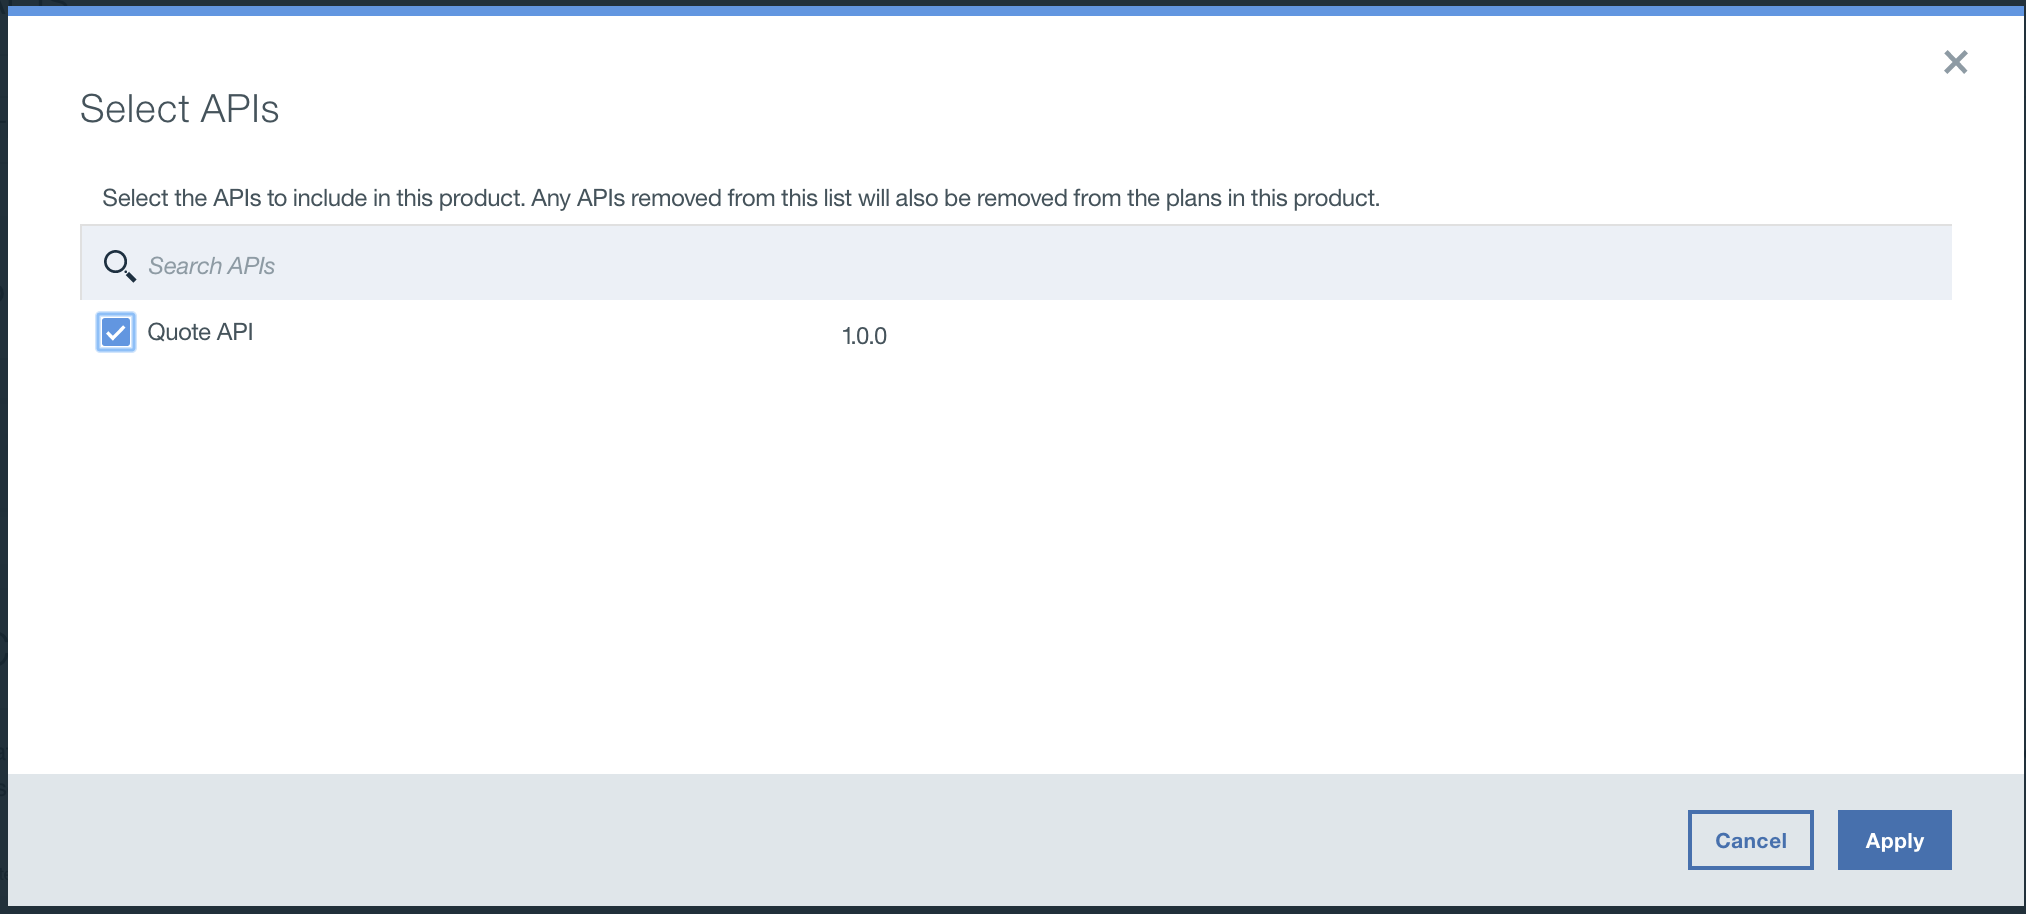 Select APIs
Select the APIs to include in this product. Any APIs removed from this list will also be removed from the plans in this product.
Search APIs
Quote API 1.0.0
Cancel Apply